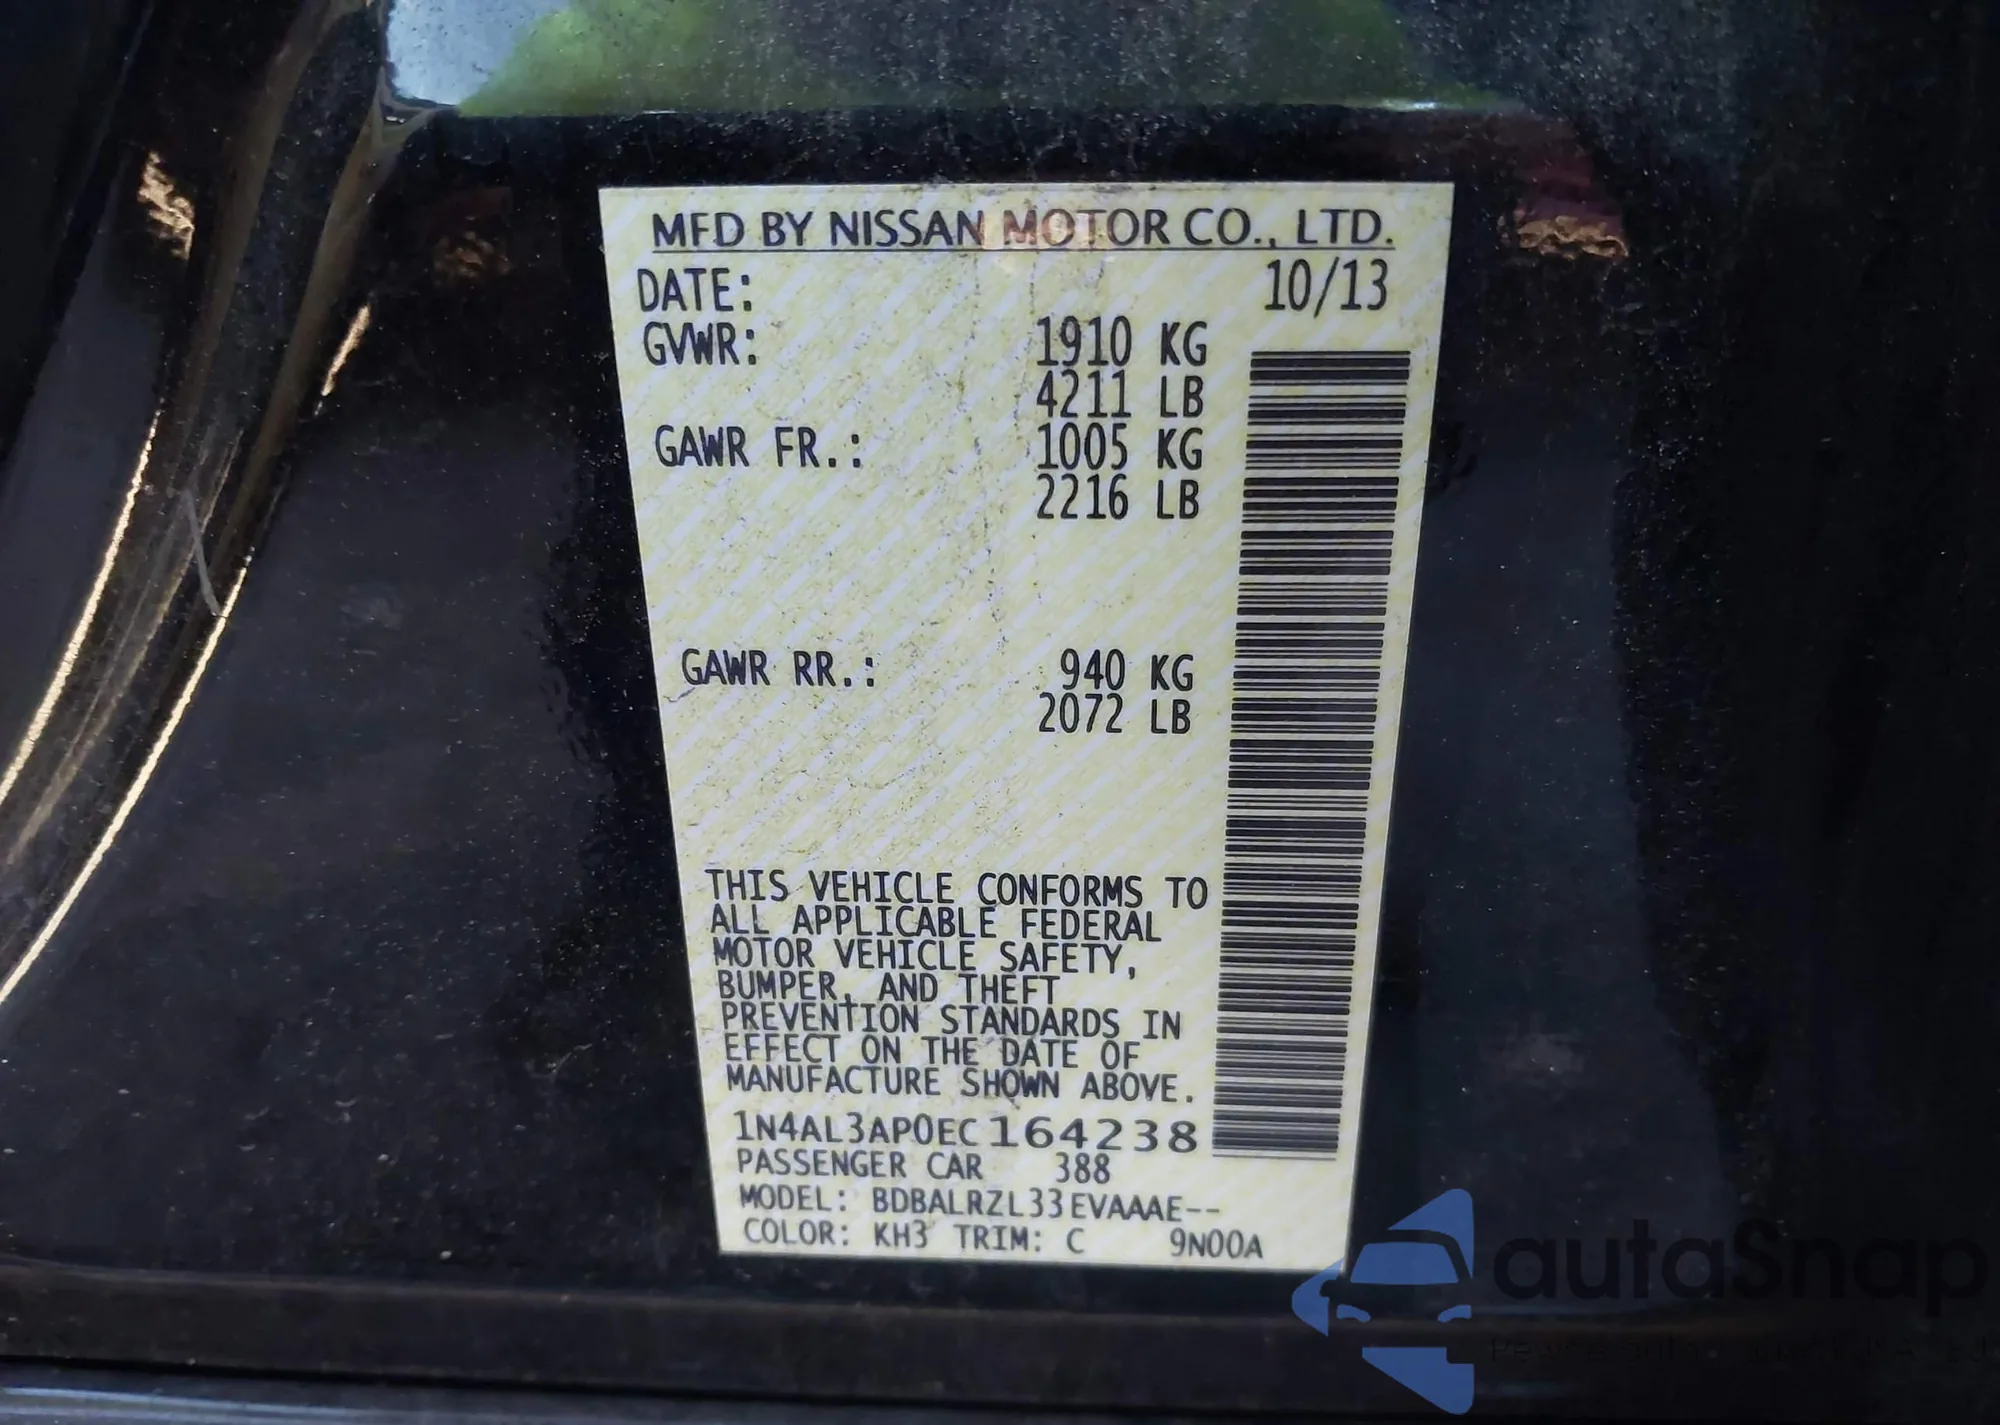 MFD BY NISSAN MOTOR CO., LTD.
DATE: 10/13
GVWR: 1910 KG
4211 LB
GAWR FR.: 1005 KG
2216 LB
GAWR RR.: 940 KG
2072 LB
THIS VEHICLE CONFORMS TO
ALL APPLICABLE FEDERAL
MOTOR VEHICLE SAFETY,
BUMPER, AND THEFT
PREVENTION STANDARDS IN
EFFECT ON THE DATE OF
MANUFACTURE SHOWN ABOVE.
1N4AL3AP0EC164238
PASSENGER CAR 388
MODEL: BDBALRZL33EVAAAE--
COLOR: KH3 TRIM: C 9N00A
autaSnap